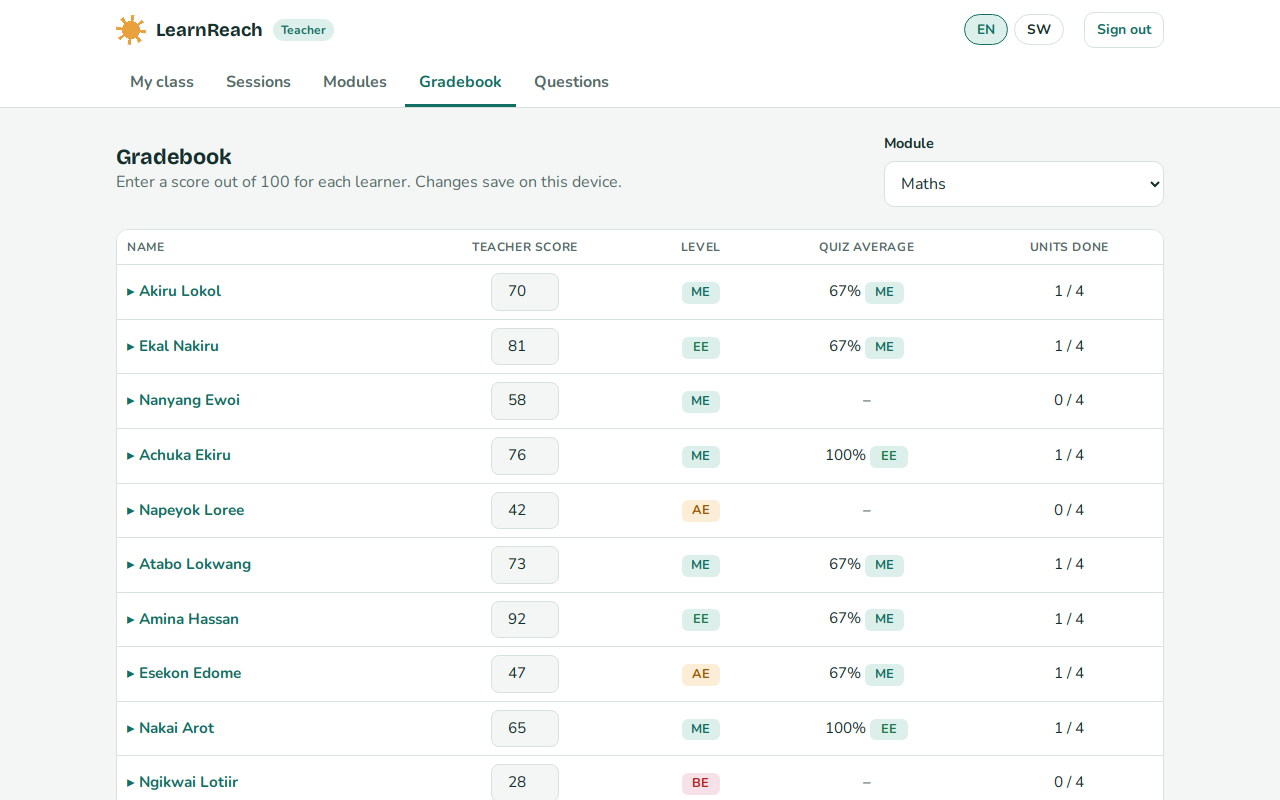 LearnReach Teacher EN SW Sign out
My class Sessions Modules Gradebook Questions
Module
Gradebook
Enter a score out of 100 for each learner. Changes save on this device.
Maths
NAME TEACHER SCORE LEVEL QUIZ AVERAGE UNITS DONE
▸ Akiru Lokol 70 ME 67% ME 1 / 4
▸ Ekal Nakiru 81 EE 67% ME 1 / 4
▸ Nanyang Ewoi 58 ME – 0 / 4
▸ Achuka Ekiru 76 ME 100% EE 1 / 4
▸ Napeyok Loree 42 AE – 0 / 4
▸ Atabo Lokwang 73 ME 67% ME 1 / 4
▸ Amina Hassan 92 EE 67% ME 1 / 4
▸ Esekon Edome 47 AE 67% ME 1 / 4
▸ Nakai Arot 65 ME 100% EE 1 / 4
▸ Ngikwai Lotiir 28 BE – 0 / 4